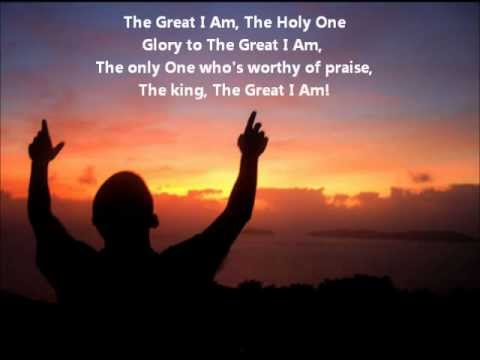 The Great I Am, The Holy One
Glory to The Great I Am,
The only One who's worthy of praise,
The king, The Great I Am!